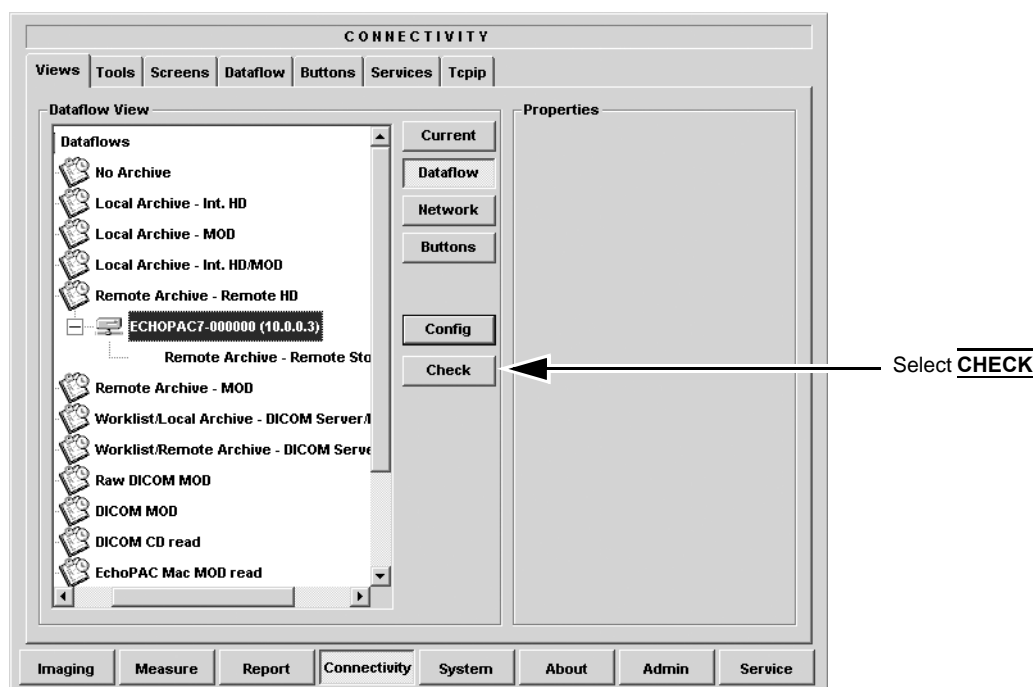 CONNECTIVITY
Views Tools Screens Dataflow Buttons Services Tcpip
Dataflow View
Properties
Dataflows
No Archive
Local Archive - Int. HD
Local Archive - MOD
Local Archive - Int. HD/MOD
Remote Archive - Remote HD
ECHOPAC7-000000 (10.0.0.3)
Remote Archive - Remote Sto
Remote Archive - MOD
Worklist/Local Archive - DICOM Server/
Worklist/Remote Archive - DICOM Serve
Raw DICOM MOD
DICOM MOD
DICOM CD read
EchoPAC Mac MOD read
Current
Dataflow
Network
Buttons
Config
Check
Select CHECK
Imaging Measure Report Connectivity System About Admin Service